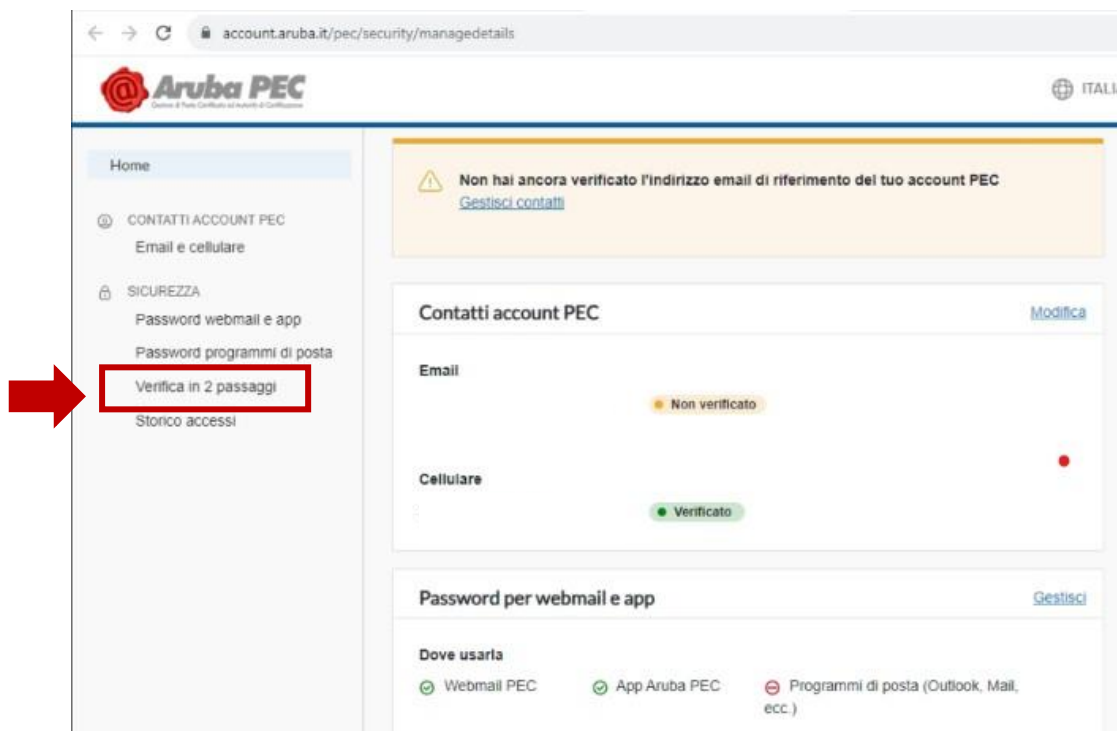 account.aruba.it/pec/security/managedetails
Aruba PEC
ITALI
Home
CONTATTI ACCOUNT PEC
Email e cellulare
SICUREZZA
Password webmail e app
Password programmi di posta
Verifica in 2 passaggi
Storico accessi
Non hai ancora verificato l'indirizzo email di riferimento del tuo account PEC
Gestisci contatti
Contatti account PEC
Modifica
Email
Non verificato
Cellulare
Verificato
Password per webmail e app
Gestisci
Dove usarla
Webmail PEC
App Aruba PEC
Programmi di posta (Outlook, Mail,
ecc.)